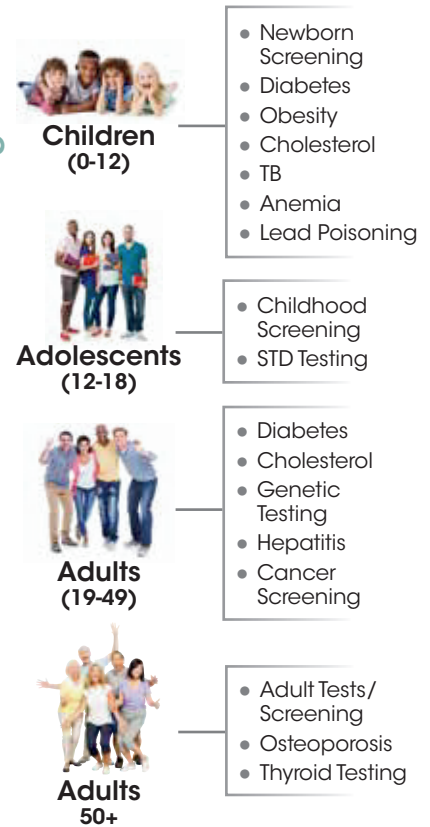 Children
(0-12)
• Newborn
Screening
• Diabetes
• Obesity
• Cholesterol
• TB
• Anemia
• Lead Poisoning
Adolescents
(12-18)
• Childhood
Screening
• STD Testing
Adults
(19-49)
• Diabetes
• Cholesterol
• Genetic
Testing
• Hepatitis
• Cancer
Screening
Adults
50+
• Adult Tests/
Screening
• Osteoporosis
• Thyroid Testing